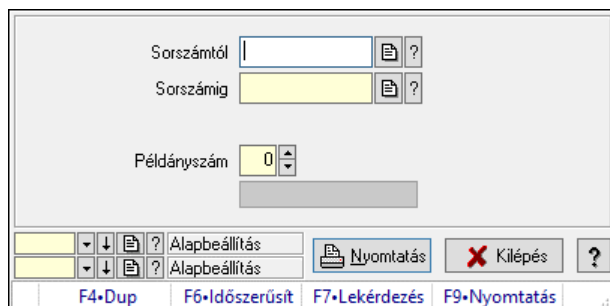 Sorszámtól ?
Sorszámig ?
Példányszám 0
? Alapbeállítás
? Alapbeállítás
Nyomtatás Kilépés ?
F4•Dup F6•Időszerűsít F7•Lekérdezés F9•Nyomtatás